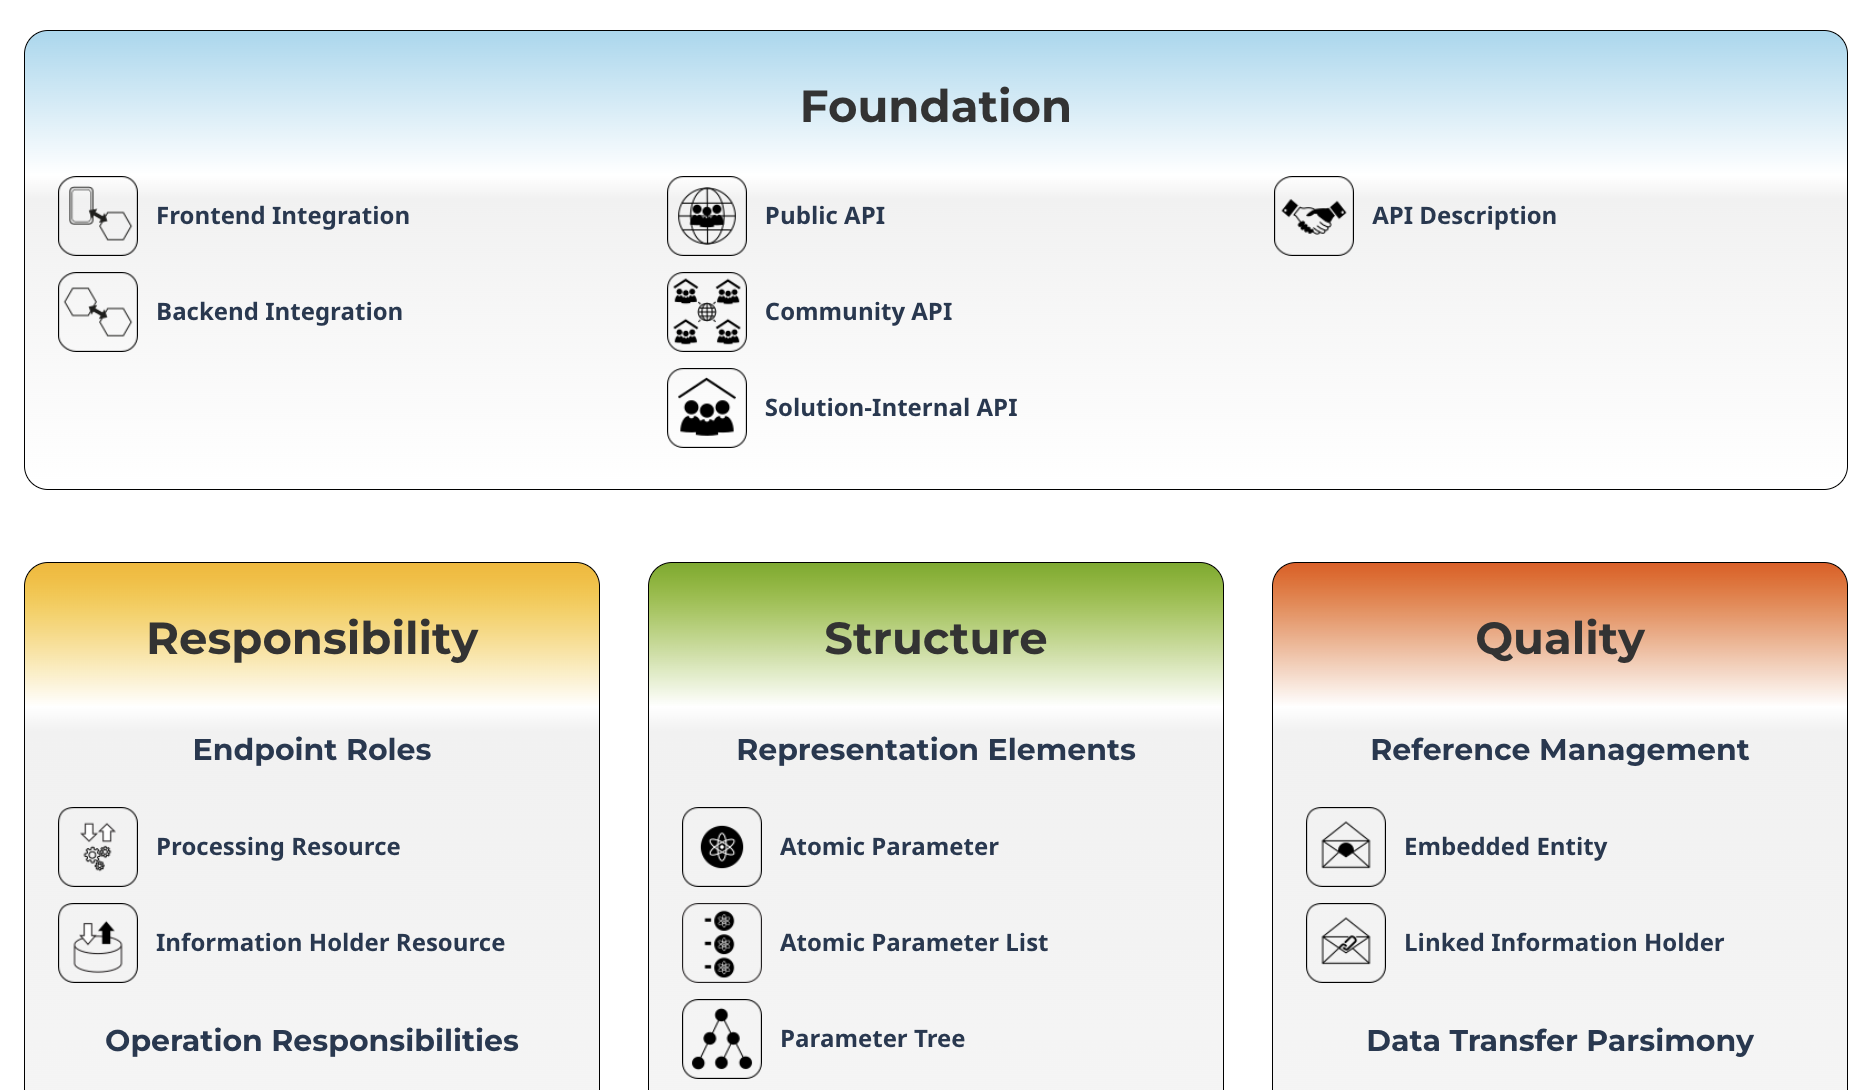 Foundation
Frontend Integration
Backend Integration
Public API
Community API
Solution-Internal API
API Description
Responsibility
Endpoint Roles
Processing Resource
Information Holder Resource
Operation Responsibilities
Structure
Representation Elements
Atomic Parameter
Atomic Parameter List
Parameter Tree
Quality
Reference Management
Embedded Entity
Linked Information Holder
Data Transfer Parsimony